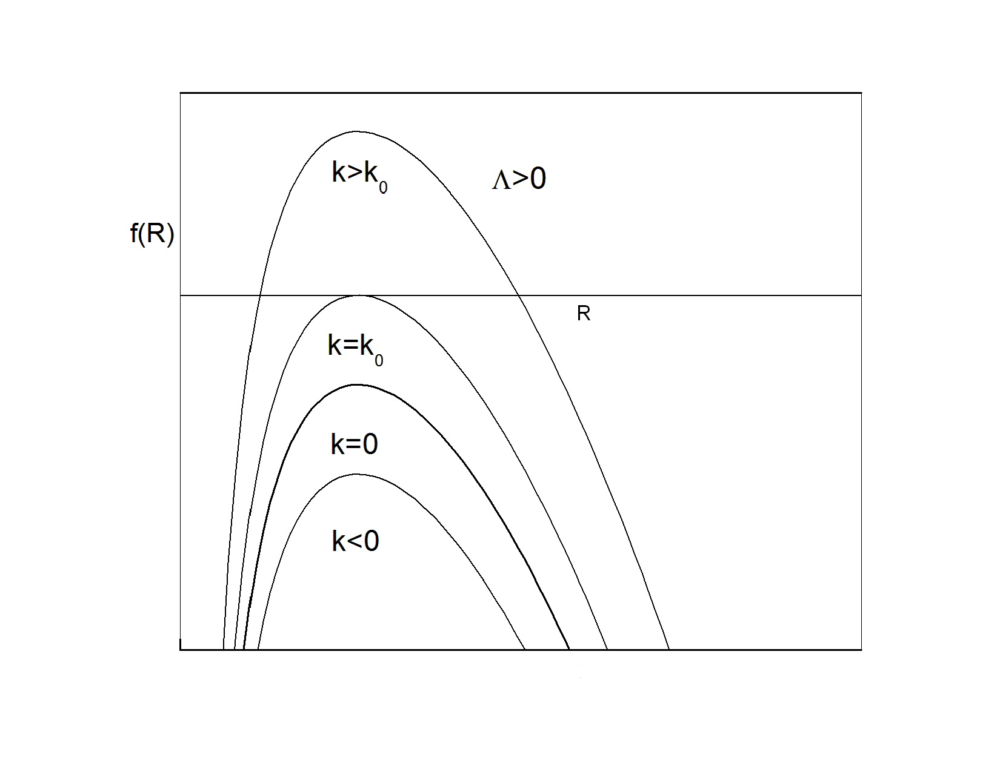 k>k₀
Λ>0
f(R)
R
k=k₀
k=0
k<0